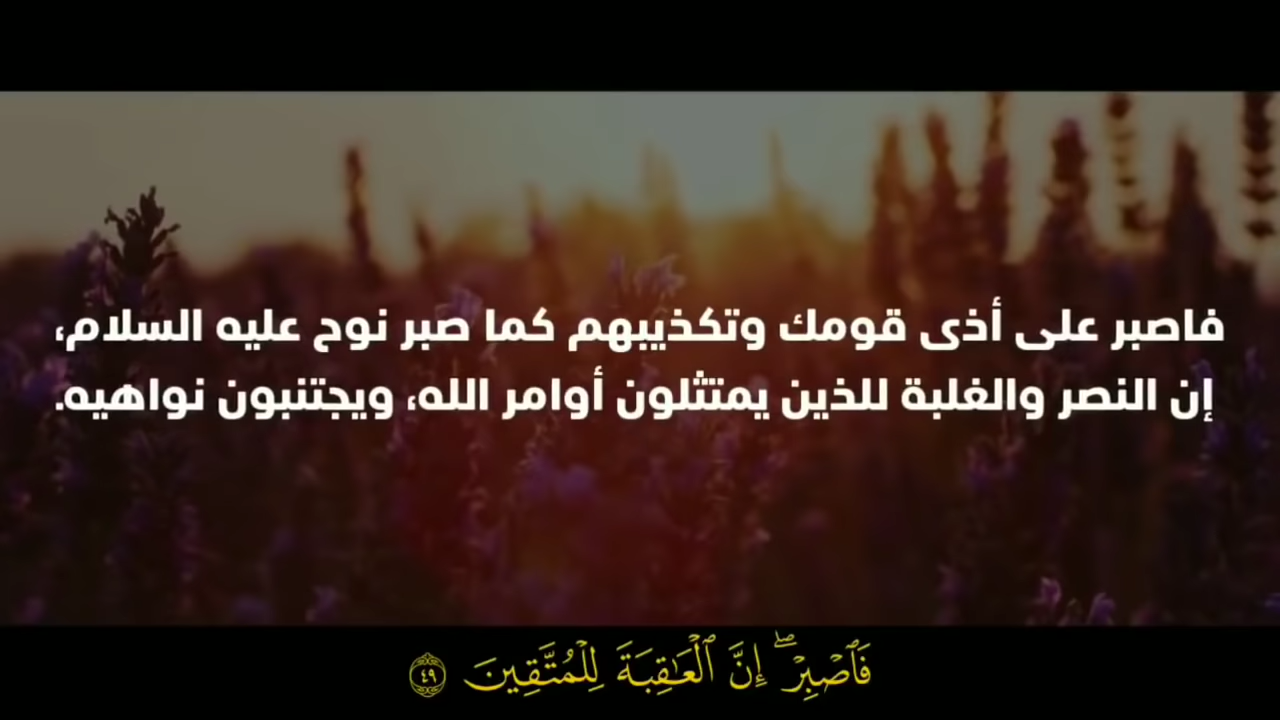 فاصبر على أذى قومك وتكذيبهم كما صبر نوح عليه السلام،
إن النصر والغلبة للذين يمتثلون أوامر الله، ويجتنبون نواهيه.
فَٱصۡبِرۡۖ إِنَّ ٱلۡعَٰقِبَةَ لِلۡمُتَّقِينَ ٤٩